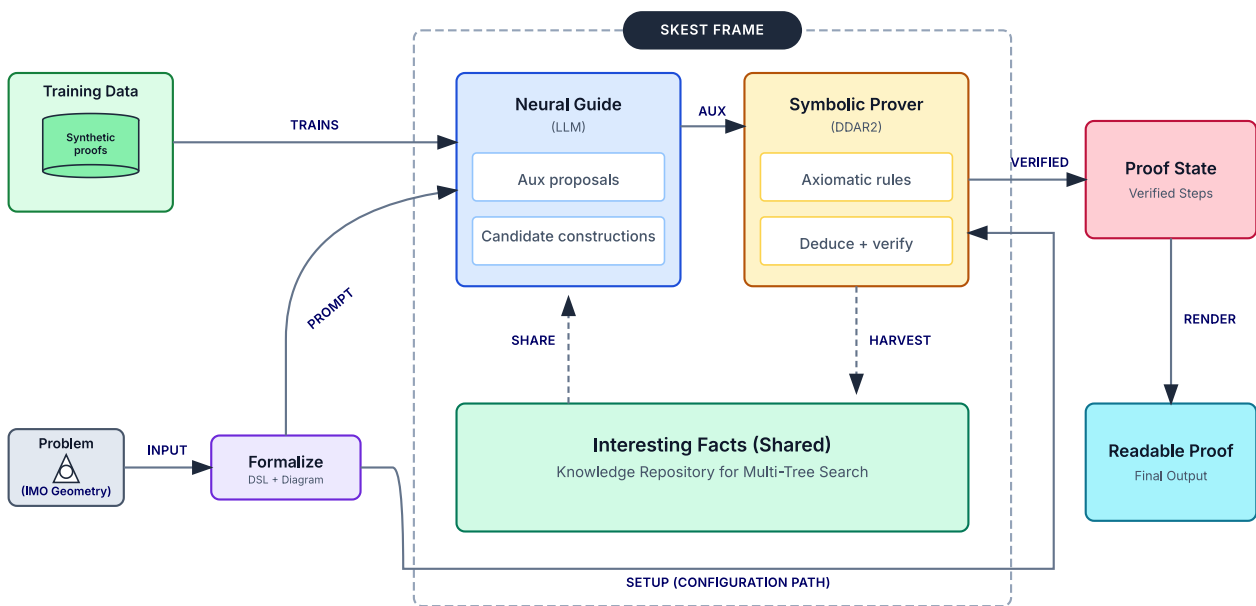 SKEST FRAME
Training Data
Synthetic
proofs
TRAINS
Neural Guide
(LLM)
Aux proposals
Candidate constructions
AUX
Symbolic Prover
(DDAR2)
Axiomatic rules
Deduce + verify
VERIFIED
Proof State
Verified Steps
PROMPT
SHARE
HARVEST
RENDER
Problem
(IMO Geometry)
INPUT
Formalize
DSL + Diagram
Interesting Facts (Shared)
Knowledge Repository for Multi-Tree Search
Readable Proof
Final Output
SETUP (CONFIGURATION PATH)